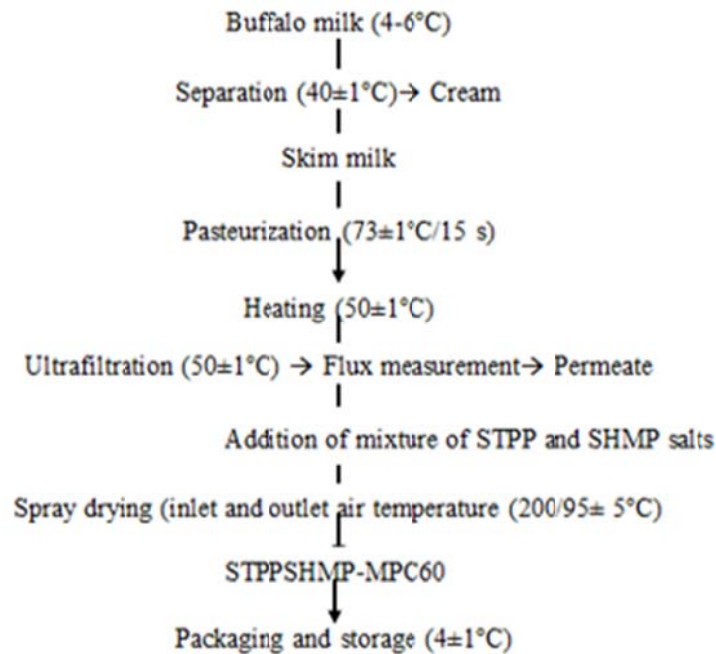 Buffalo milk (4-6°C)
Separation (40±1°C)→ Cream
Skim milk
Pasteurization (73±1°C/15 s)
Heating (50±1°C)
Ultrafiltration (50±1°C) → Flux measurement→ Permeate
Addition of mixture of STPP and SHMP salts
Spray drying (inlet and outlet air temperature (200/95± 5°C)
STPPSHMP-MPC60
Packaging and storage (4±1°C)